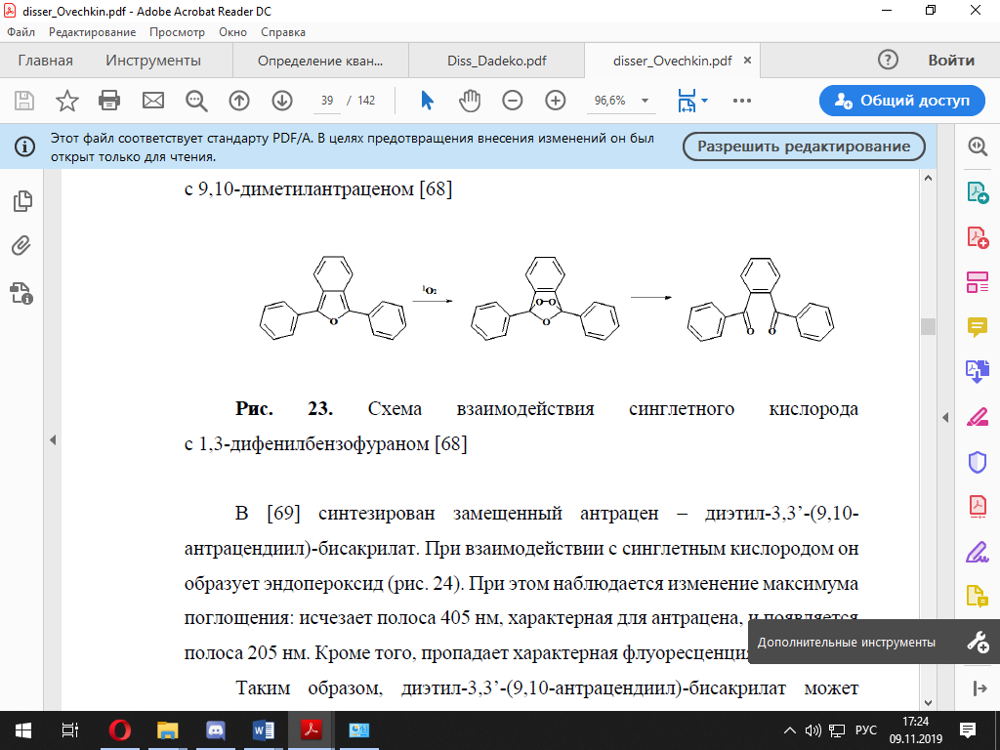 disser_Ovechkin.pdf - Adobe Acrobat Reader DC
Файл Редактирование Просмотр Окно Справка
Главная Инструменты Определение кван... Diss_Dadeko.pdf disser_Ovechkin.pdf × ? Войти
39 / 142 96,6% Общий доступ
Этот файл соответствует стандарту PDF/A. В целях предотвращения внесения изменений он был
открыт только для чтения.
Разрешить редактирование
с 9,10-диметилантраценом [68]
¹O₂
O O–O O O O
Рис. 23. Схема взаимодействия синглетного кислорода
с 1,3-дифенилбензофураном [68]
В [69] синтезирован замещенный антрацен – диэтил-3,3’-(9,10-
антрацендиил)-бисакрилат. При взаимодействии с синглетным кислородом он
образует эндопероксид (рис. 24). При этом наблюдается изменение максимума
поглощения: исчезает полоса 405 нм, характерная для антрацена, и появляется
полоса 205 нм. Кроме того, пропадает характерная флуоресценция
Дополнительные инструменты
Таким образом, диэтил-3,3’-(9,10-антрацендиил)-бисакрилат может
РУС
17:24
09.11.2019